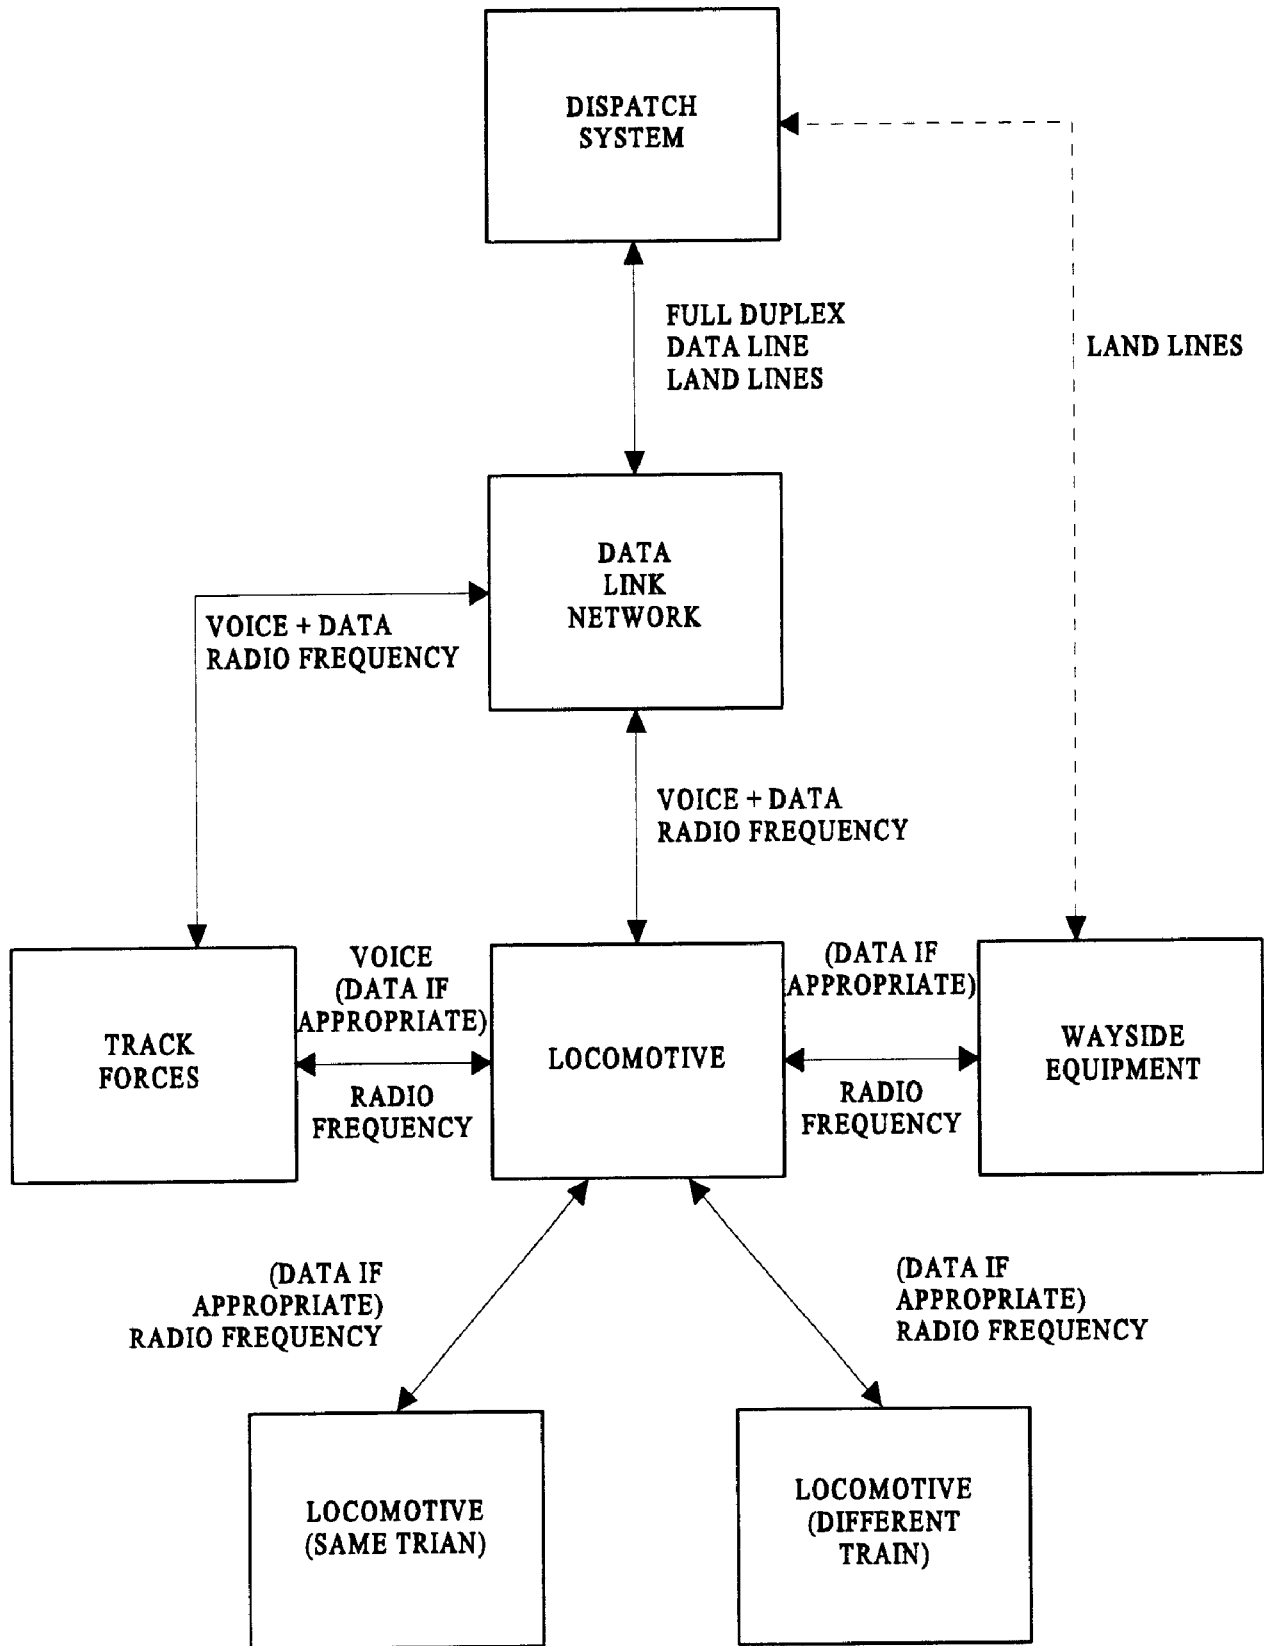 DISPATCH
SYSTEM
FULL DUPLEX
DATA LINE
LAND LINES
LAND LINES
DATA
LINK
NETWORK
VOICE + DATA
RADIO FREQUENCY
VOICE + DATA
RADIO FREQUENCY
TRACK
FORCES
VOICE
(DATA IF
APPROPRIATE)
RADIO
FREQUENCY
LOCOMOTIVE
(DATA IF
APPROPRIATE)
RADIO
FREQUENCY
WAYSIDE
EQUIPMENT
(DATA IF
APPROPRIATE)
RADIO FREQUENCY
(DATA IF
APPROPRIATE)
RADIO FREQUENCY
LOCOMOTIVE
(SAME TRIAN)
LOCOMOTIVE
(DIFFERENT
TRAIN)